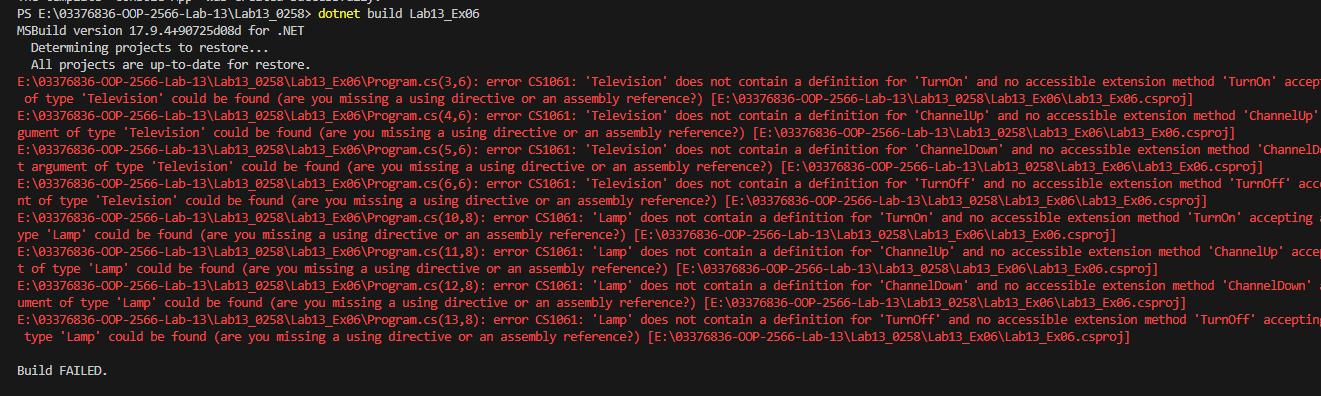 PS E:\03376836-OOP-2566-Lab-13\Lab13_0258> dotnet build Lab13_Ex06
MSBuild version 17.9.4+90725d08d for .NET
Determining projects to restore...
All projects are up-to-date for restore.
E:\03376836-OOP-2566-Lab-13\Lab13_0258\Lab13_Ex06\Program.cs(3,6): error CS1061: 'Television' does not contain a definition for 'TurnOn' and no accessible extension method 'TurnOn' accep
of type 'Television' could be found (are you missing a using directive or an assembly reference?) [E:\03376836-OOP-2566-Lab-13\Lab13_0258\Lab13_Ex06\Lab13_Ex06.csproj]
E:\03376836-OOP-2566-Lab-13\Lab13_0258\Lab13_Ex06\Program.cs(4,6): error CS1061: 'Television' does not contain a definition for 'ChannelUp' and no accessible extension method 'ChannelUp'
gument of type 'Television' could be found (are you missing a using directive or an assembly reference?) [E:\03376836-OOP-2566-Lab-13\Lab13_0258\Lab13_Ex06\Lab13_Ex06.csproj]
E:\03376836-OOP-2566-Lab-13\Lab13_0258\Lab13_Ex06\Program.cs(5,6): error CS1061: 'Television' does not contain a definition for 'ChannelDown' and no accessible extension method 'ChannelD
t argument of type 'Television' could be found (are you missing a using directive or an assembly reference?) [E:\03376836-OOP-2566-Lab-13\Lab13_0258\Lab13_Ex06\Lab13_Ex06.csproj]
E:\03376836-OOP-2566-Lab-13\Lab13_0258\Lab13_Ex06\Program.cs(6,6): error CS1061: 'Television' does not contain a definition for 'TurnOff' and no accessible extension method 'TurnOff' acc
nt of type 'Television' could be found (are you missing a using directive or an assembly reference?) [E:\03376836-OOP-2566-Lab-13\Lab13_0258\Lab13_Ex06\Lab13_Ex06.csproj]
E:\03376836-OOP-2566-Lab-13\Lab13_0258\Lab13_Ex06\Program.cs(10,8): error CS1061: 'Lamp' does not contain a definition for 'TurnOn' and no accessible extension method 'TurnOn' accepting
ype 'Lamp' could be found (are you missing a using directive or an assembly reference?) [E:\03376836-OOP-2566-Lab-13\Lab13_0258\Lab13_Ex06\Lab13_Ex06.csproj]
E:\03376836-OOP-2566-Lab-13\Lab13_0258\Lab13_Ex06\Program.cs(11,8): error CS1061: 'Lamp' does not contain a definition for 'ChannelUp' and no accessible extension method 'ChannelUp' accep
t of type 'Lamp' could be found (are you missing a using directive or an assembly reference?) [E:\03376836-OOP-2566-Lab-13\Lab13_0258\Lab13_Ex06\Lab13_Ex06.csproj]
E:\03376836-OOP-2566-Lab-13\Lab13_0258\Lab13_Ex06\Program.cs(12,8): error CS1061: 'Lamp' does not contain a definition for 'ChannelDown' and no accessible extension method 'ChannelDown'
ument of type 'Lamp' could be found (are you missing a using directive or an assembly reference?) [E:\03376836-OOP-2566-Lab-13\Lab13_0258\Lab13_Ex06\Lab13_Ex06.csproj]
E:\03376836-OOP-2566-Lab-13\Lab13_0258\Lab13_Ex06\Program.cs(13,8): error CS1061: 'Lamp' does not contain a definition for 'TurnOff' and no accessible extension method 'TurnOff' accepting
type 'Lamp' could be found (are you missing a using directive or an assembly reference?) [E:\03376836-OOP-2566-Lab-13\Lab13_0258\Lab13_Ex06\Lab13_Ex06.csproj]
Build FAILED.